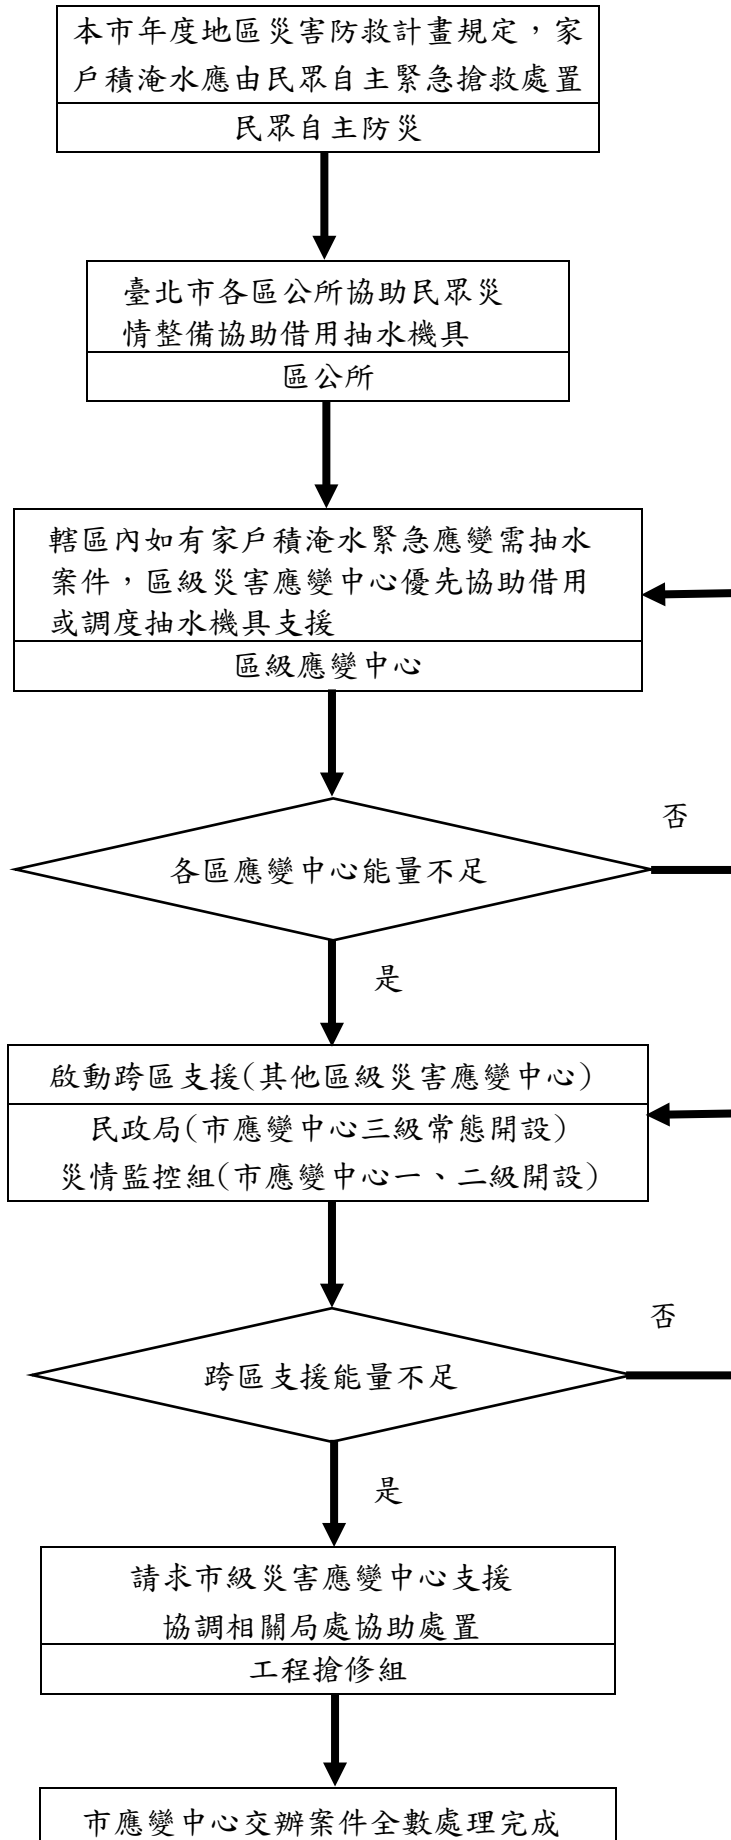 本市年度地區災害防救計畫規定，家
戶積淹水應由民眾自主緊急搶救處置
民眾自主防災
臺北市各區公所協助民眾災
情整備協助借用抽水機具
區公所
轄區內如有家戶積淹水緊急應變需抽水
案件，區級災害應變中心優先協助借用
或調度抽水機具支援
區級應變中心
否
各區應變中心能量不足
是
啟動跨區支援(其他區級災害應變中心)
民政局(市應變中心三級常態開設)
災情監控組(市應變中心一、二級開設)
否
跨區支援能量不足
是
請求市級災害應變中心支援
協調相關局處協助處置
工程搶修組
市應變中心交辦案件全數處理完成